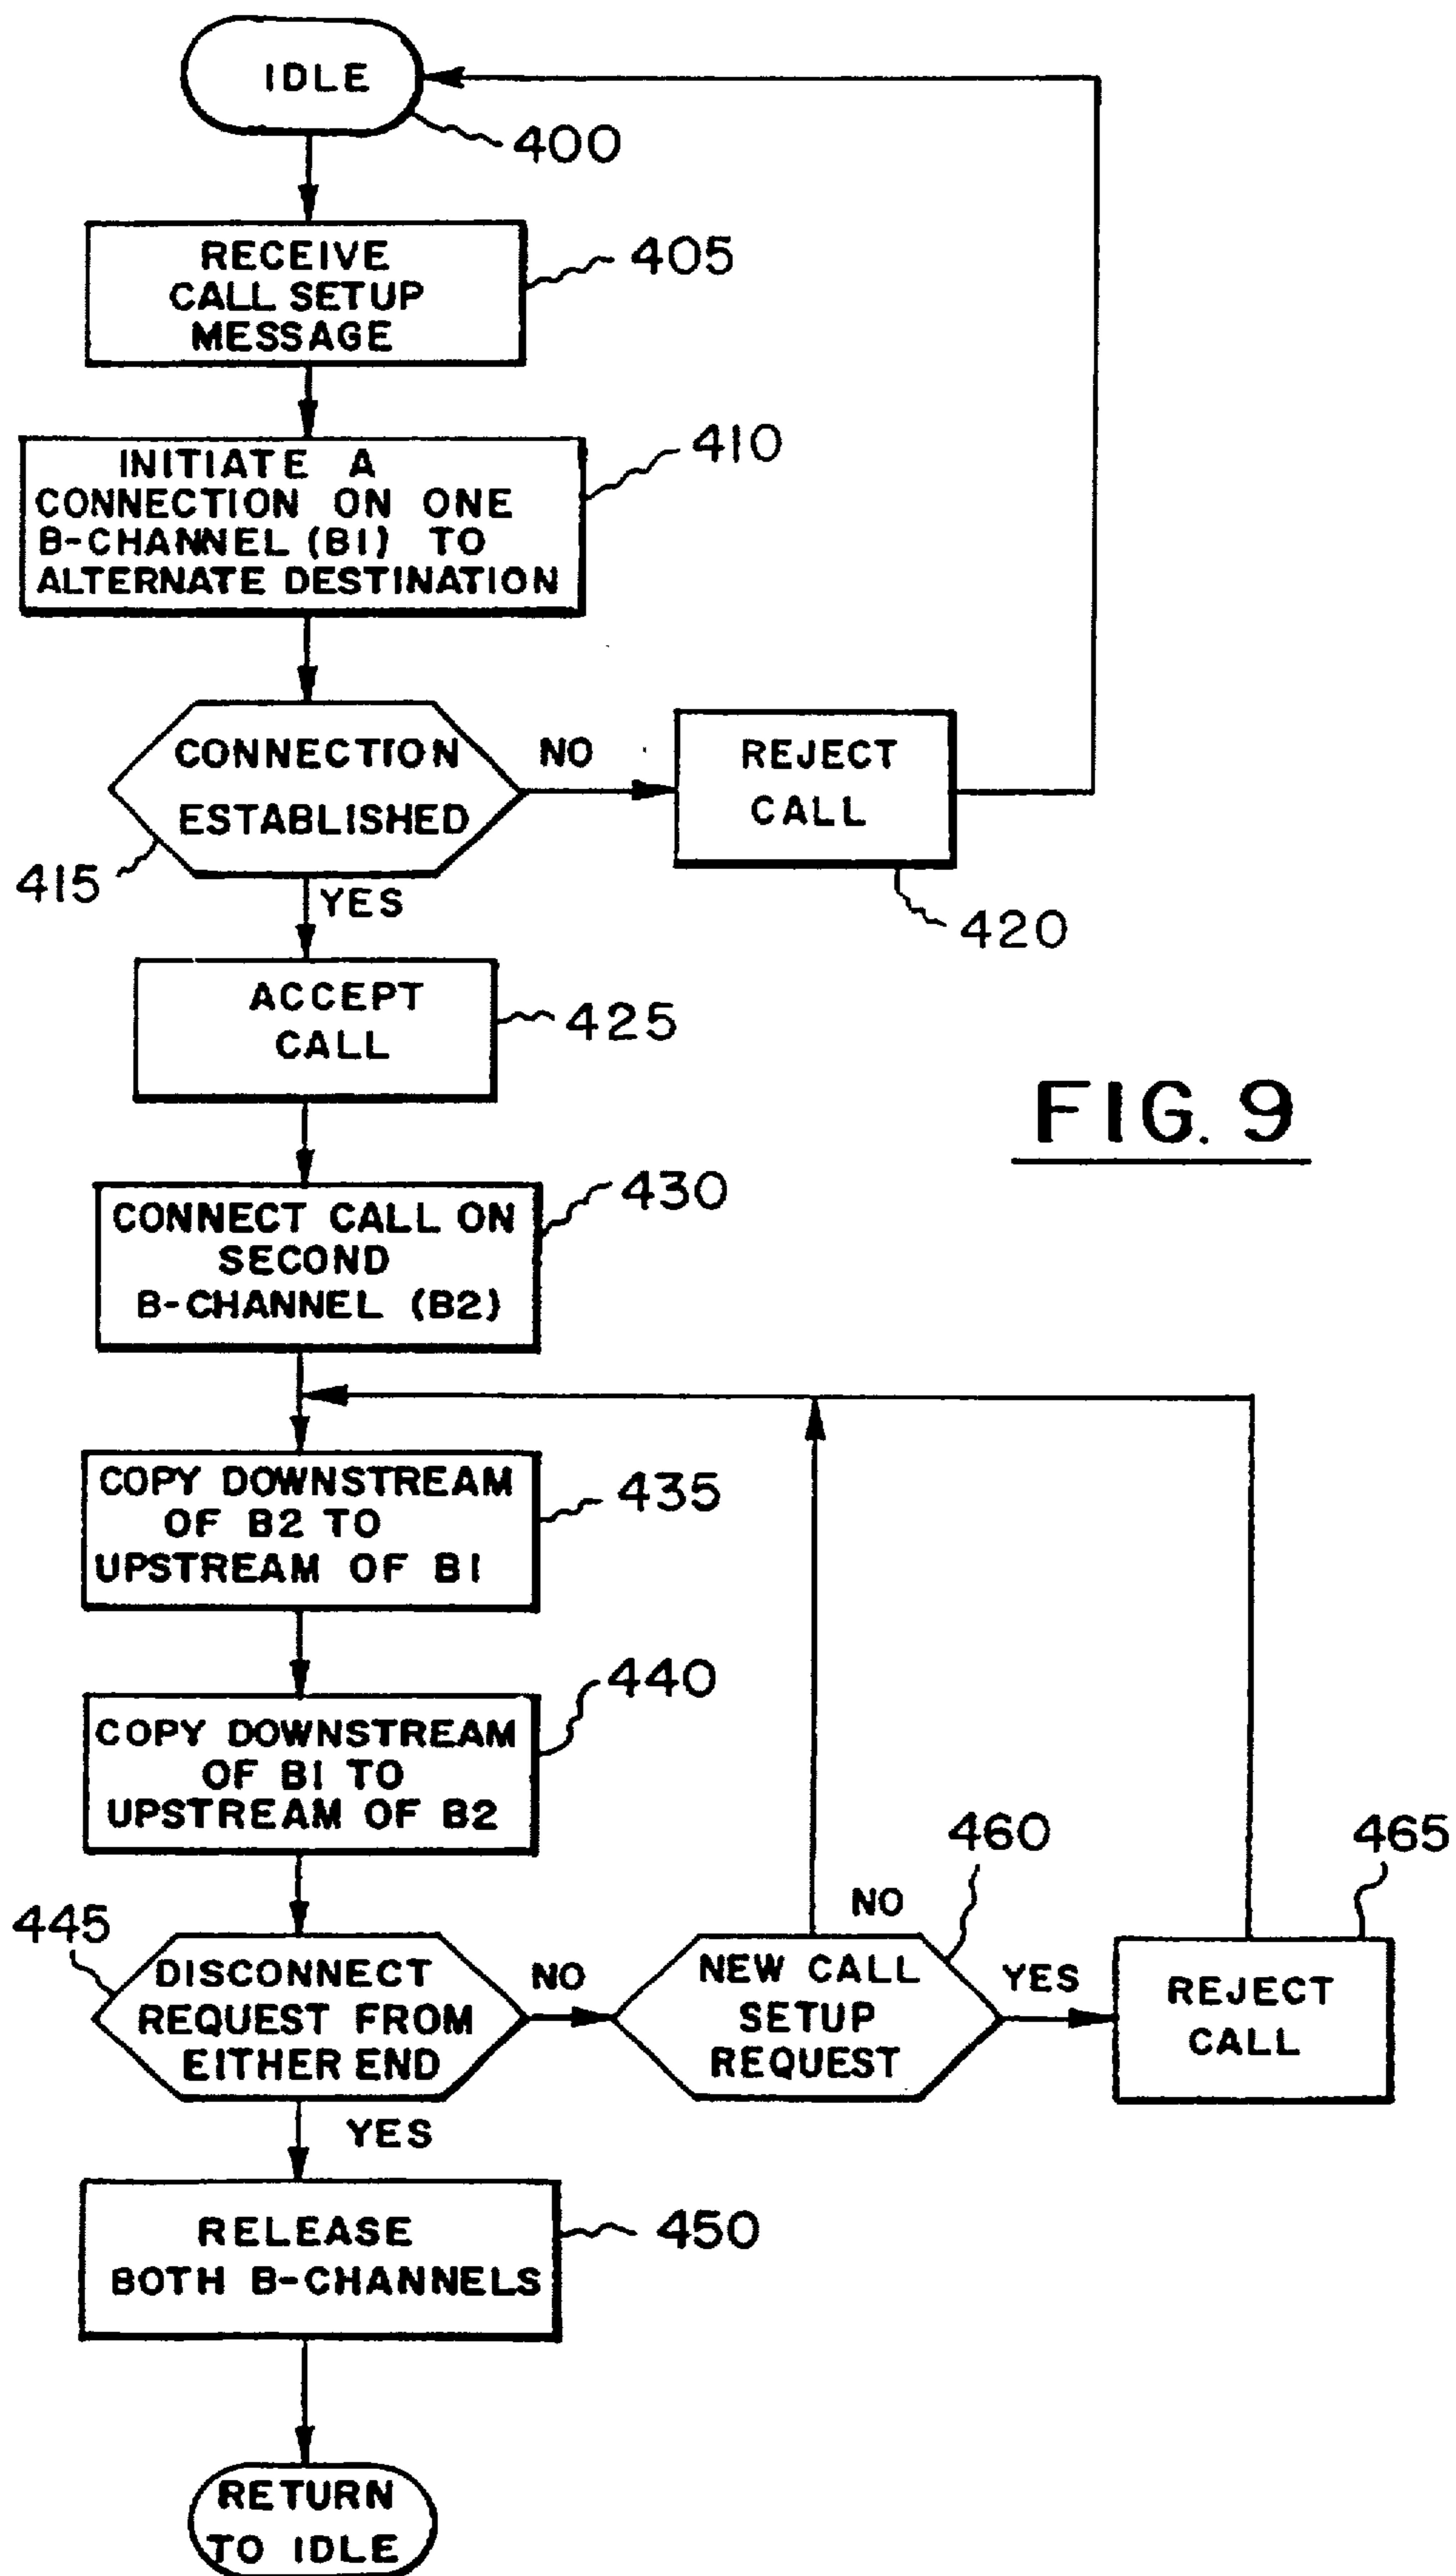 IDLE
400
RECEIVE
CALL SETUP
MESSAGE
405
INITIATE A
CONNECTION ON ONE
B-CHANNEL (B1) TO
ALTERNATE DESTINATION
410
CONNECTION
ESTABLISHED
415
NO
REJECT
CALL
420
YES
ACCEPT
CALL
425
FIG. 9
CONNECT CALL ON
SECOND
B-CHANNEL (B2)
430
COPY DOWNSTREAM
OF B2 TO
UPSTREAM OF B1
435
COPY DOWNSTREAM
OF B1 TO
UPSTREAM OF B2
440
DISCONNECT
REQUEST FROM
EITHER END
445
NO
NEW CALL
SETUP
REQUEST
460
NO
YES
REJECT
CALL
465
YES
RELEASE
BOTH B-CHANNELS
450
RETURN
TO IDLE